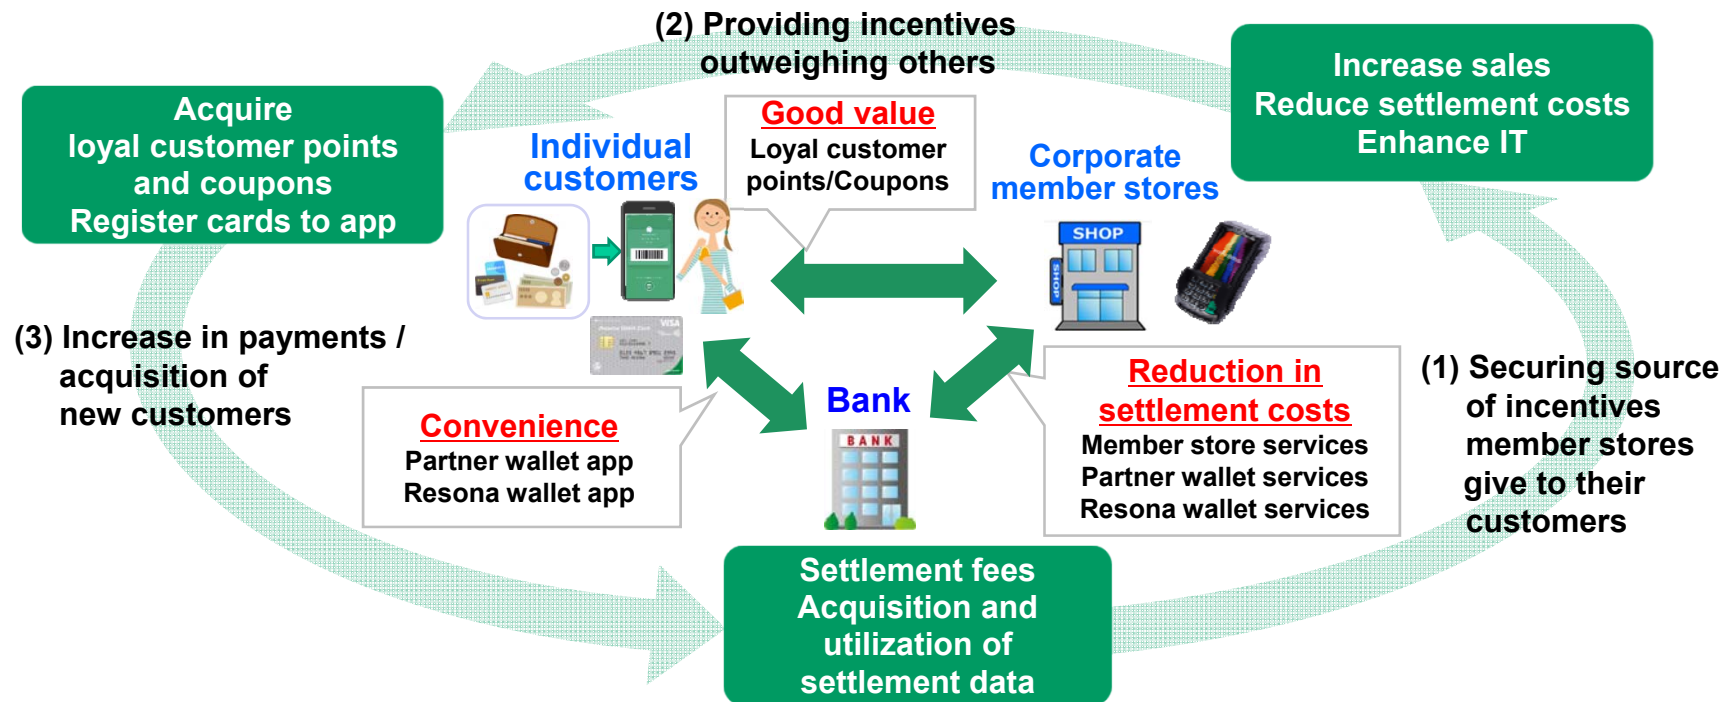 (2) Providing incentives
outweighing others
Increase sales
Reduce settlement costs
Enhance IT
Acquire
loyal customer points
and coupons
Register cards to app
Good value
Loyal customer
points/Coupons
Individual
customers
Corporate
member stores
SHOP
SHOP
VISA
(3) Increase in payments /
acquisition of
new customers
(1) Securing source
of incentives
member stores
give to their
customers
Convenience
Partner wallet app
Resona wallet app
Bank
BANK
Reduction in
settlement costs
Member store services
Partner wallet services
Resona wallet services
Settlement fees
Acquisition and
utilization of
settlement data